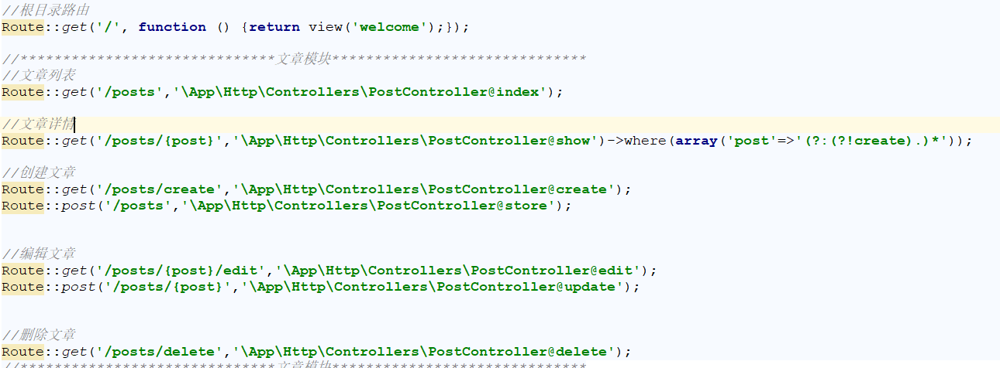 //根目录路由
Route::get('/', function () {return view('welcome');});
//******************************文章模块******************************
//文章列表
Route::get('/posts','\App\Http\Controllers\PostController@index');
//文章详情
Route::get('/posts/{post}','\App\Http\Controllers\PostController@show')->where(array('post'=>'(?:(?!create).)*'));
//创建文章
Route::get('/posts/create','\App\Http\Controllers\PostController@create');
Route::post('/posts','\App\Http\Controllers\PostController@store');
//编辑文章
Route::get('/posts/{post}/edit','\App\Http\Controllers\PostController@edit');
Route::post('/posts/{post}','\App\Http\Controllers\PostController@update');
//删除文章
Route::get('/posts/delete','\App\Http\Controllers\PostController@delete');
//******************************文章模块******************************